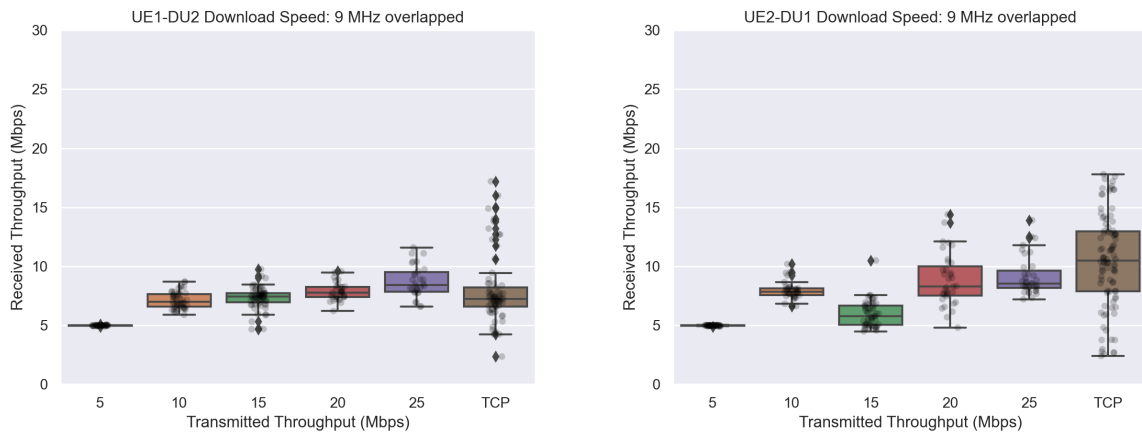 UE1-DU2 Download Speed: 9 MHz overlapped
30
25
20
15
10
5
0
Received Throughput (Mbps)
5 10 15 20 25 TCP
Transmitted Throughput (Mbps)
UE2-DU1 Download Speed: 9 MHz overlapped
30
25
20
15
10
5
0
Received Throughput (Mbps)
5 10 15 20 25 TCP
Transmitted Throughput (Mbps)